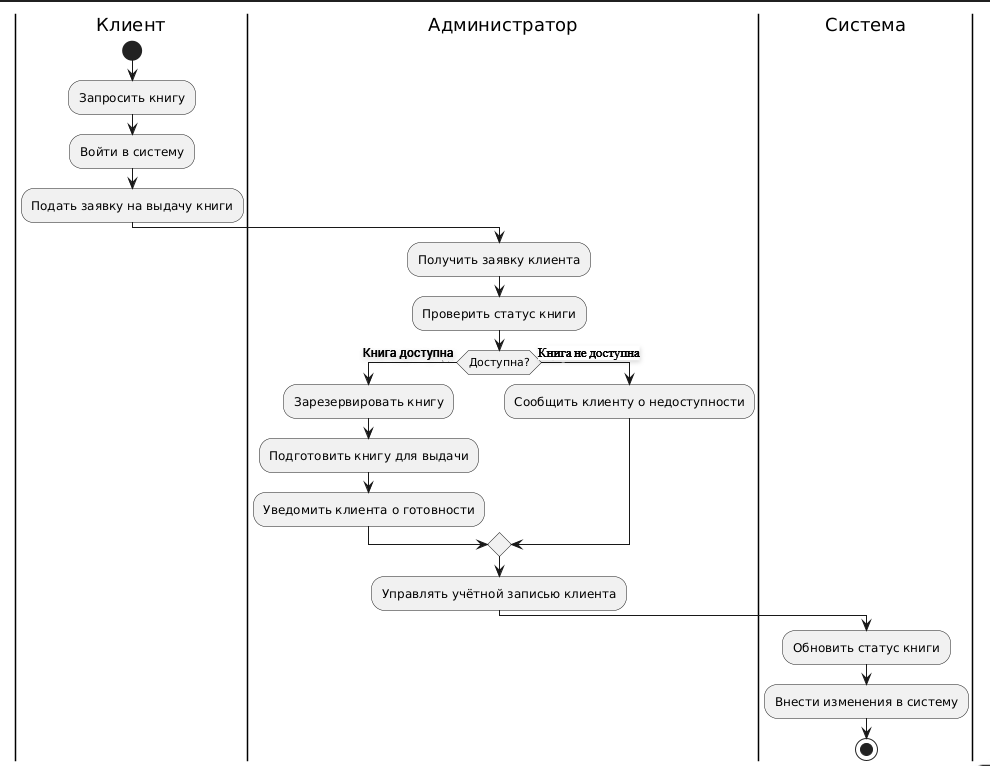 Клиент
Администратор
Система
Запросить книгу
Войти в систему
Подать заявку на выдачу книги
Получить заявку клиента
Проверить статус книги
Книга доступна
Доступна?
Книга не доступна
Зарезервировать книгу
Сообщить клиенту о недоступности
Подготовить книгу для выдачи
Уведомить клиента о готовности
Управлять учётной записью клиента
Обновить статус книги
Внести изменения в систему